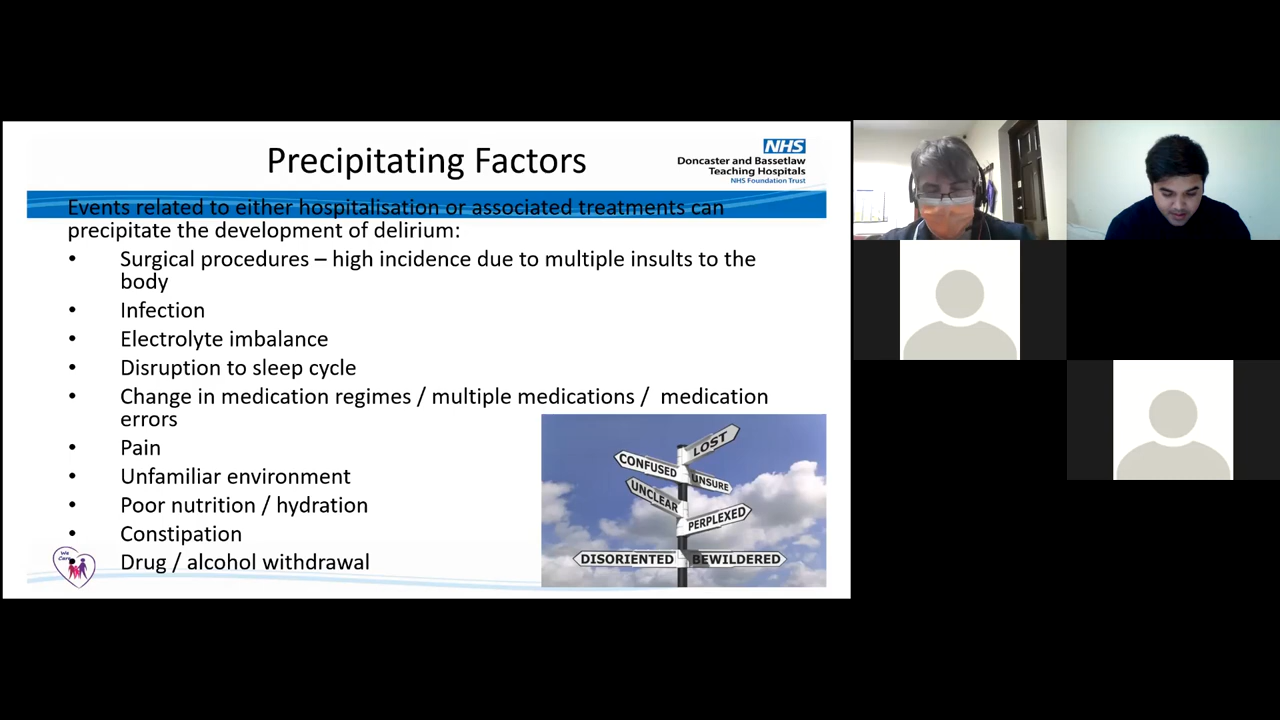 Precipitating Factors
NHS
Doncaster and Bassetlaw
Teaching Hospitals
NHS Foundation Trust
Events related to either hospitalisation or associated treatments can
precipitate the development of delirium:
• Surgical procedures – high incidence due to multiple insults to the
body
• Infection
• Electrolyte imbalance
• Disruption to sleep cycle
• Change in medication regimes / multiple medications / medication
errors
• Pain
• Unfamiliar environment
• Poor nutrition / hydration
• Constipation
• Drug / alcohol withdrawal
We
Care
LOST
CONFUSED
UNSURE
UNCLEAR
PERPLEXED
DISORIENTED
BEWILDERED